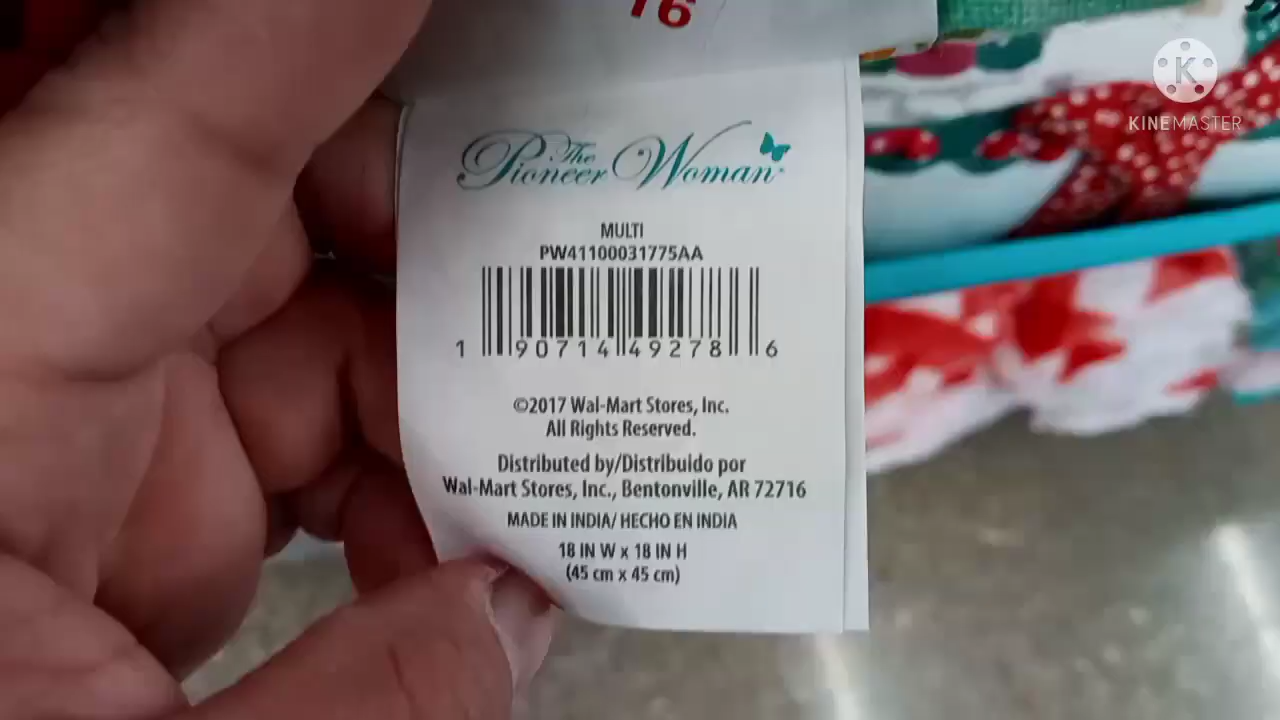 16
The
Pioneer Woman
MULTI
PW41100031775AA
1 90714 49278 6
©2017 Wal-Mart Stores, Inc.
All Rights Reserved.
Distributed by/Distribuido por
Wal-Mart Stores, Inc., Bentonville, AR 72716
MADE IN INDIA/ HECHO EN INDIA
18 IN W x 18 IN H
(45 cm x 45 cm)
KINEMASTER